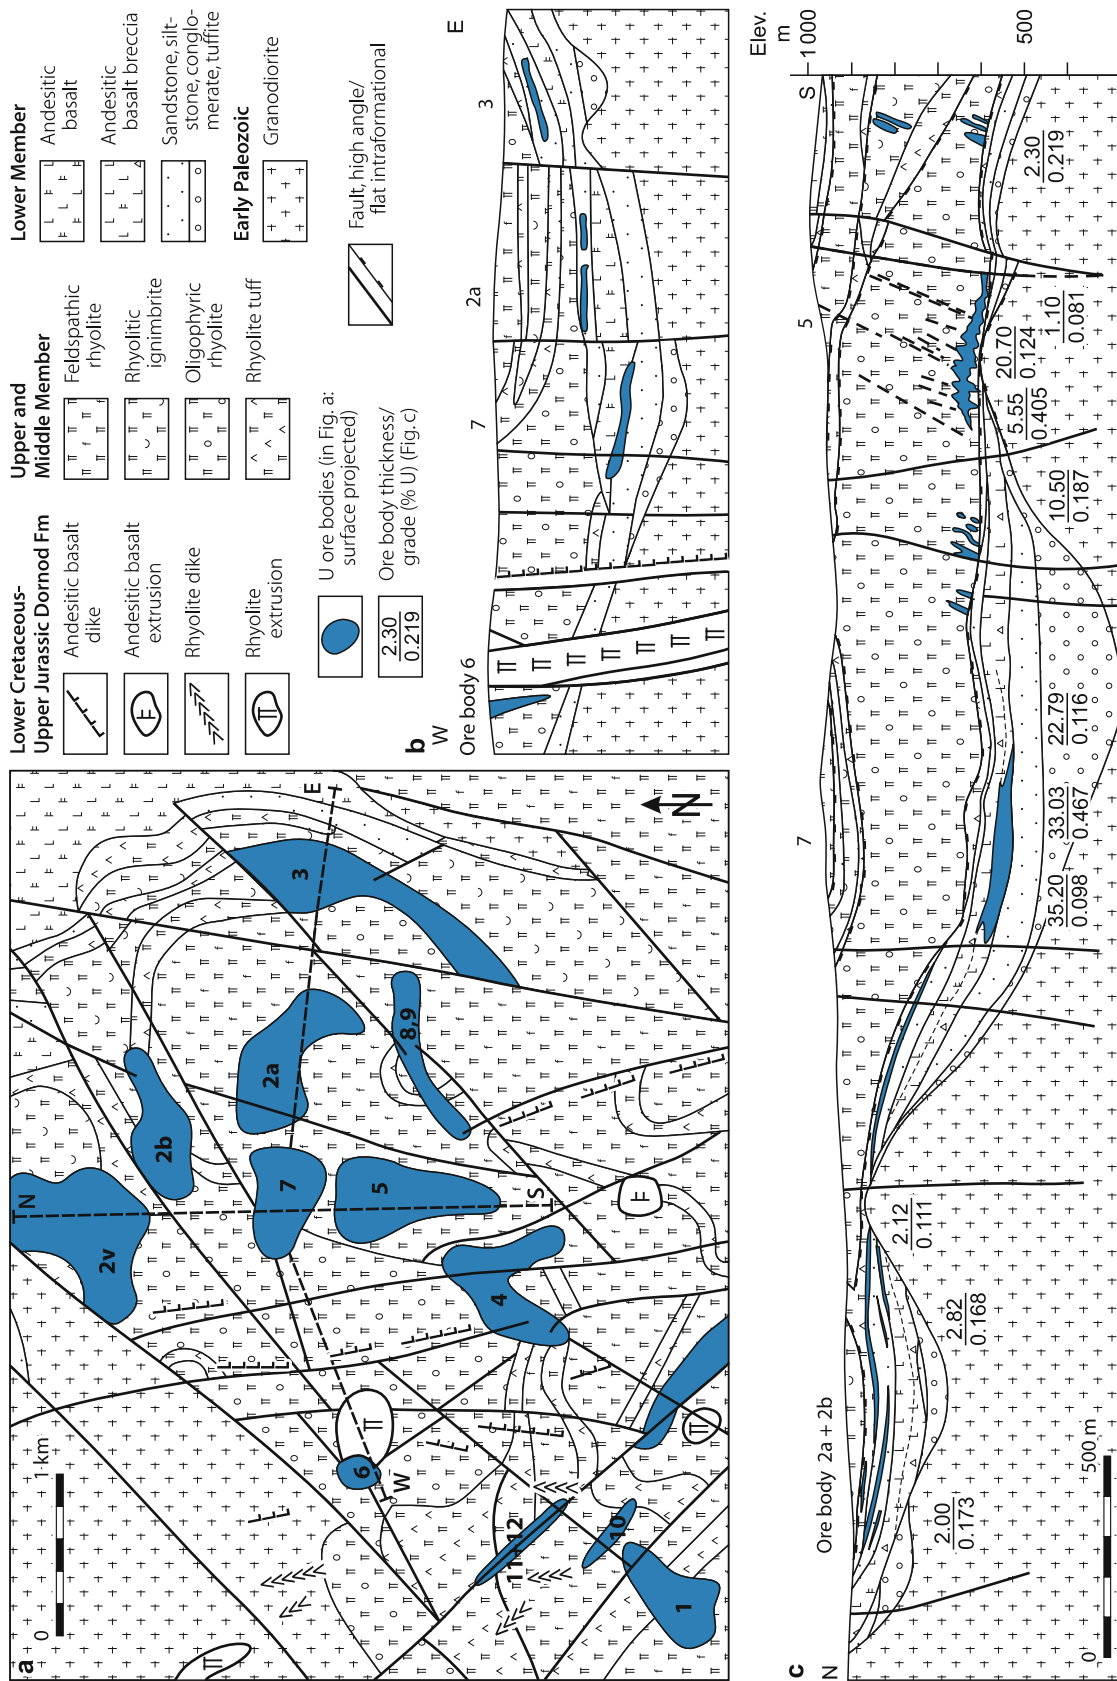 Lower Cretaceous-
Upper Jurassic Dornod Fm
Andesitic basalt
dike
Andesitic basalt
extrusion
Rhyolite dike
Rhyolite
extrusion
Upper and
Middle Member
Feldspathic
rhyolite
Rhyolitic
ignimbrite
Oligophyric
rhyolite
Rhyolite tuff
Lower Member
Andesitic
basalt
Andesitic
basalt breccia
Sandstone, silt-
stone, conglo-
merate, tuffite
Early Paleozoic
Granodiorite
U ore bodies (in Fig. a:
surface projected)
2.30
0.219
Ore body thickness/
grade (% U) (Fig. c)
Fault, high angle/
flat intraformational
a
0 1 km
N
2v
2b
2a
3
E
7
5
8,9
S
4
6
W
11 12
10
1
N
b
W
E
Ore body 6
7
2a
3
c
N
S
Elev.
m
1 000
500
Ore body 2a + 2b
7
5
2.00
0.173
2.82
0.168
2.12
0.111
35.20
0.098
33.03
0.467
22.79
0.116
10.50
0.187
5.55
0.405
20.70
0.124
1.10
0.081
2.30
0.219
0 500 m